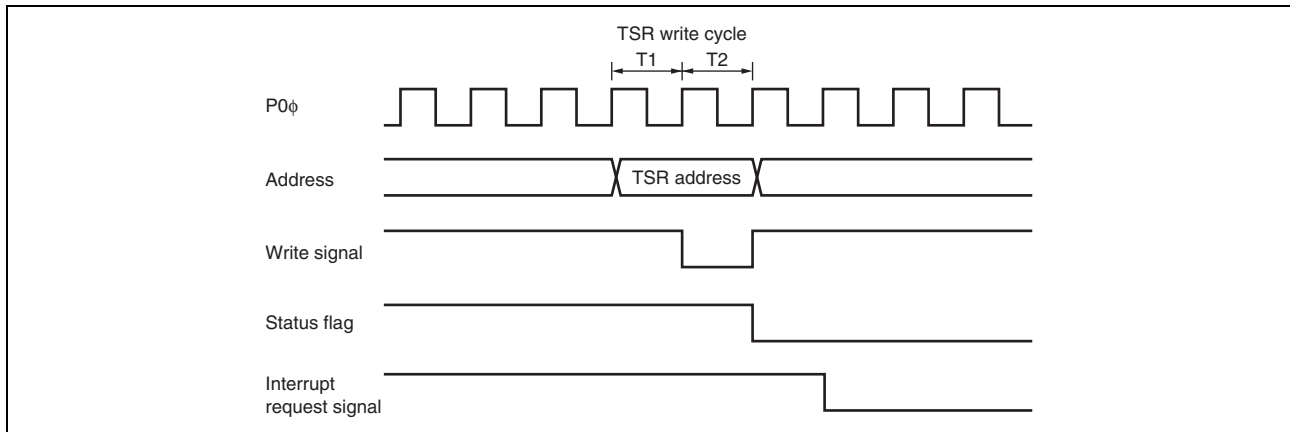 TSR write cycle
T1 T2
P0ϕ
Address
TSR address
Write signal
Status flag
Interrupt
request signal